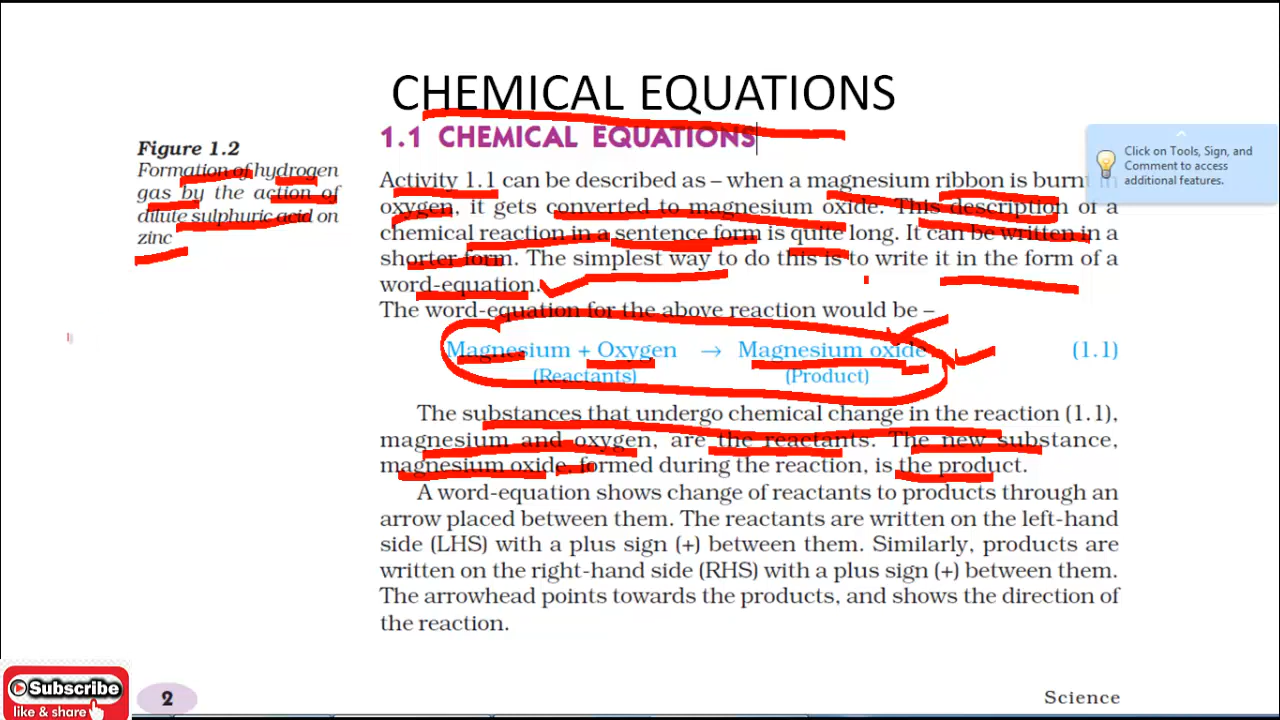 CHEMICAL EQUATIONS
1.1 CHEMICAL EQUATIONS
Figure 1.2
Formation of hydrogen
gas by the action of
dilute sulphuric acid on
zinc
Activity 1.1 can be described as – when a magnesium ribbon is burnt in
oxygen, it gets converted to magnesium oxide. This description of a
chemical reaction in a sentence form is quite long. It can be written in a
shorter form. The simplest way to do this is to write it in the form of a
word-equation.
The word-equation for the above reaction would be –
Magnesium + Oxygen → Magnesium oxide (1.1)
(Reactants) (Product)
The substances that undergo chemical change in the reaction (1.1),
magnesium and oxygen, are the reactants. The new substance,
magnesium oxide, formed during the reaction, is the product.
A word-equation shows change of reactants to products through an
arrow placed between them. The reactants are written on the left-hand
side (LHS) with a plus sign (+) between them. Similarly, products are
written on the right-hand side (RHS) with a plus sign (+) between them.
The arrowhead points towards the products, and shows the direction of
the reaction.
Click on Tools, Sign, and
Comment to access
additional features.
Subscribe
like & share
2
Science